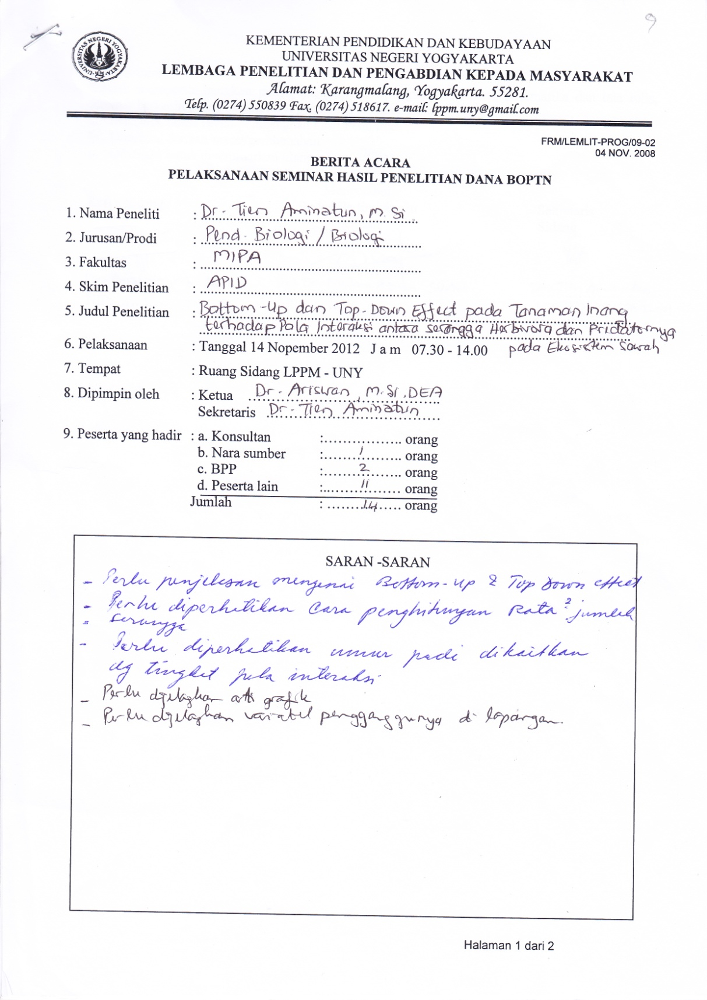 9
UNIVERSITAS NEGERI YOGYAKARTA
KEMENTERIAN PENDIDIKAN DAN KEBUDAYAAN
UNIVERSITAS NEGERI YOGYAKARTA
LEMBAGA PENELITIAN DAN PENGABDIAN KEPADA MASYARAKAT
Alamat: Karangmalang, Yogyakarta. 55281.
Telp. (0274) 550839 Fax. (0274) 518617. e-mail: lppm.uny@gmail.com
FRM/LEMLIT-PROG/09-02
04 NOV. 2008
BERITA ACARA
PELAKSANAAN SEMINAR HASIL PENELITIAN DANA BOPTN
1. Nama Peneliti : Dr. Tien Aminatun, M.Si
2. Jurusan/Prodi : Pend. Biologi / Biologi
3. Fakultas : MIPA
4. Skim Penelitian : APID
5. Judul Penelitian : Bottom-Up dan Top-Down Effect pada Tanaman Inang
terhadap Pola Interaksi antara serangga Herbivora dan Pridatornya
pada Ekosistem Sawah
6. Pelaksanaan : Tanggal 14 Nopember 2012 J a m 07.30 - 14.00
7. Tempat : Ruang Sidang LPPM - UNY
8. Dipimpin oleh : Ketua Dr. Ariswan, M.Si, DEA
Sekretaris Dr. Tien Aminatun
9. Peserta yang hadir : a. Konsultan :................. orang
b. Nara sumber : 1 orang
c. BPP : 2 orang
d. Peserta lain : 11 orang
Jumlah : 14 orang
SARAN -SARAN
- Perlu penjelasan mengenai Bottom-Up & Top Down effect
- Perlu diperhatikan Cara penghitungan Rata² jumlah
= serangga
- Perlu diperhatikan umur padi dikaitkan
dg tingket pola interaksi
- Perlu dijelaskan arti grafik
- Perlu dijelaskan variabel pengganggunya di lapangan.
Halaman 1 dari 2